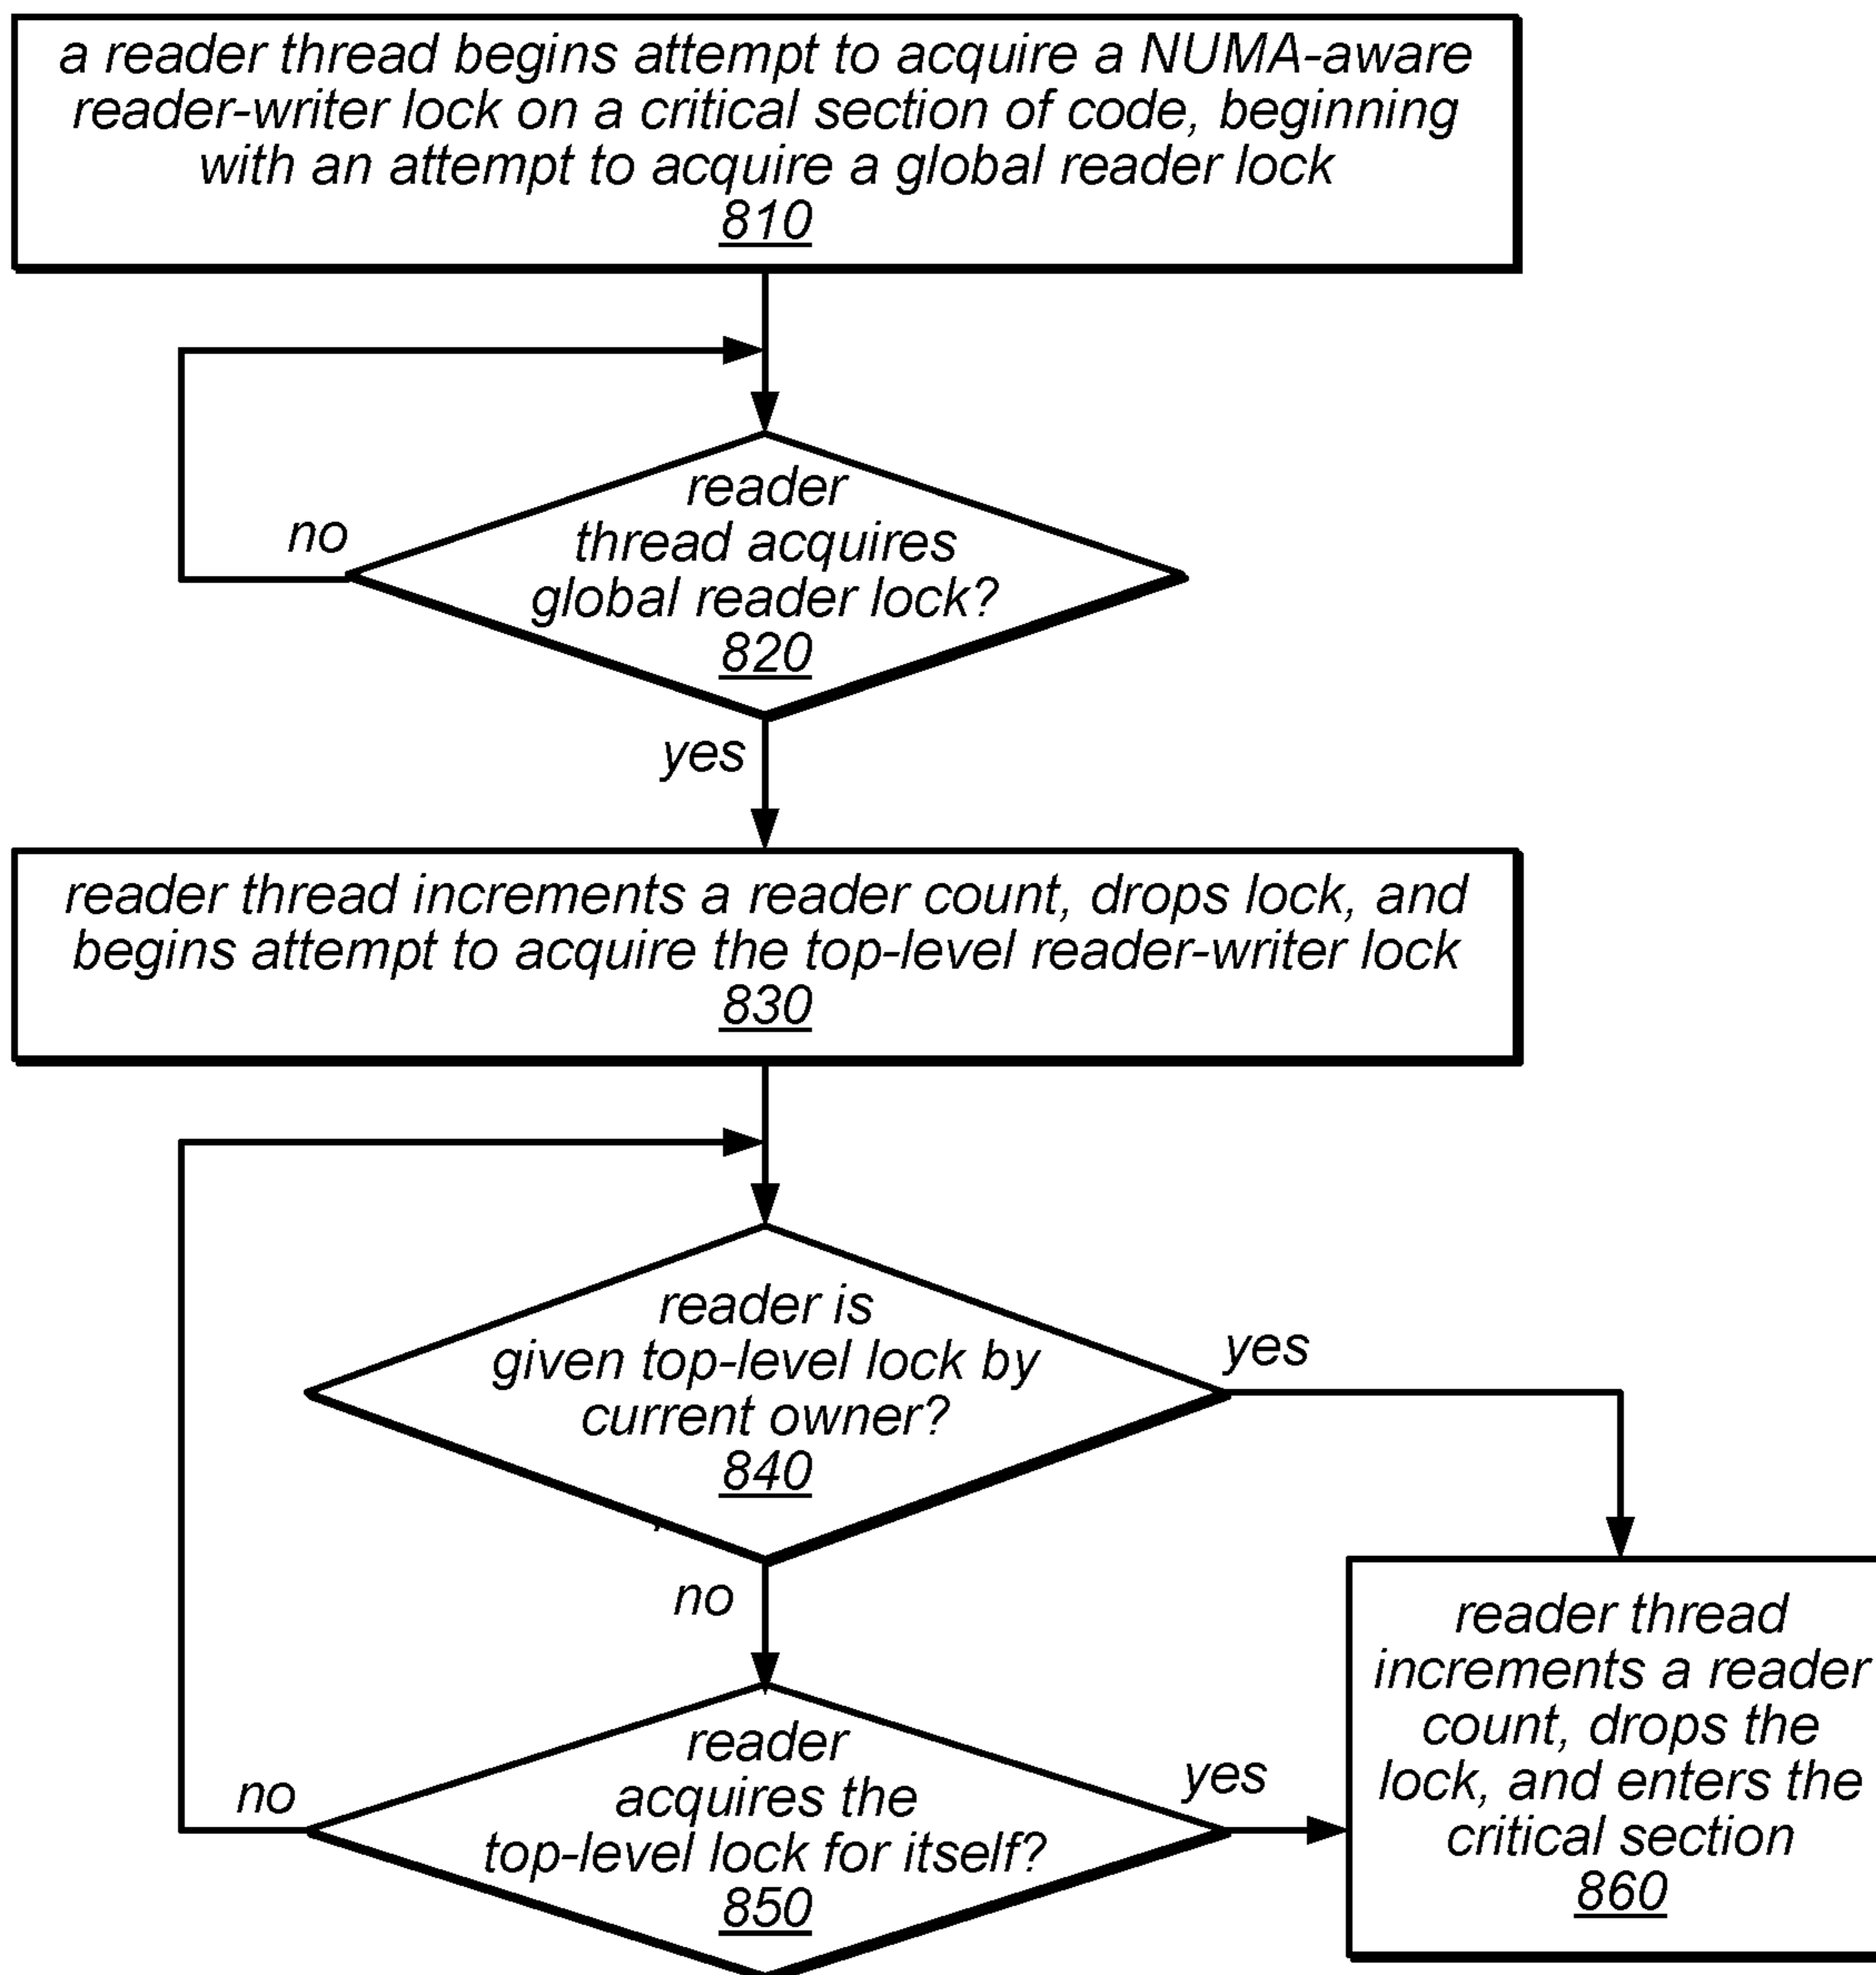 a reader thread begins attempt to acquire a NUMA-aware
reader-writer lock on a critical section of code, beginning
with an attempt to acquire a global reader lock
810
reader
thread acquires
global reader lock?
820
no
yes
reader thread increments a reader count, drops lock, and
begins attempt to acquire the top-level reader-writer lock
830
reader is
given top-level lock by
current owner?
840
yes
no
reader
acquires the
top-level lock for itself?
850
no
yes
reader thread
increments a reader
count, drops the
lock, and enters the
critical section
860